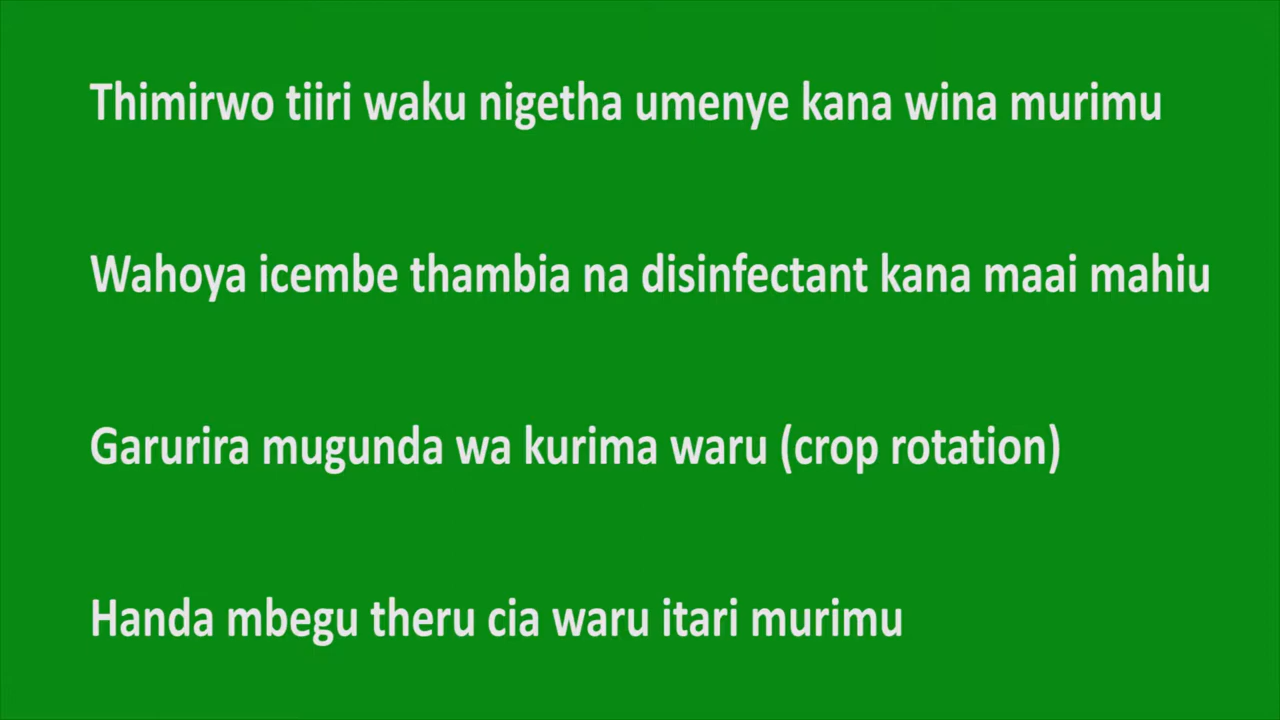 Thimirwo tiiri waku nigetha umenye kana wina murimu
Wahoya icembe thambia na disinfectant kana maai mahiu
Garurira mugunda wa kurima waru (crop rotation)
Handa mbegu theru cia waru itari murimu